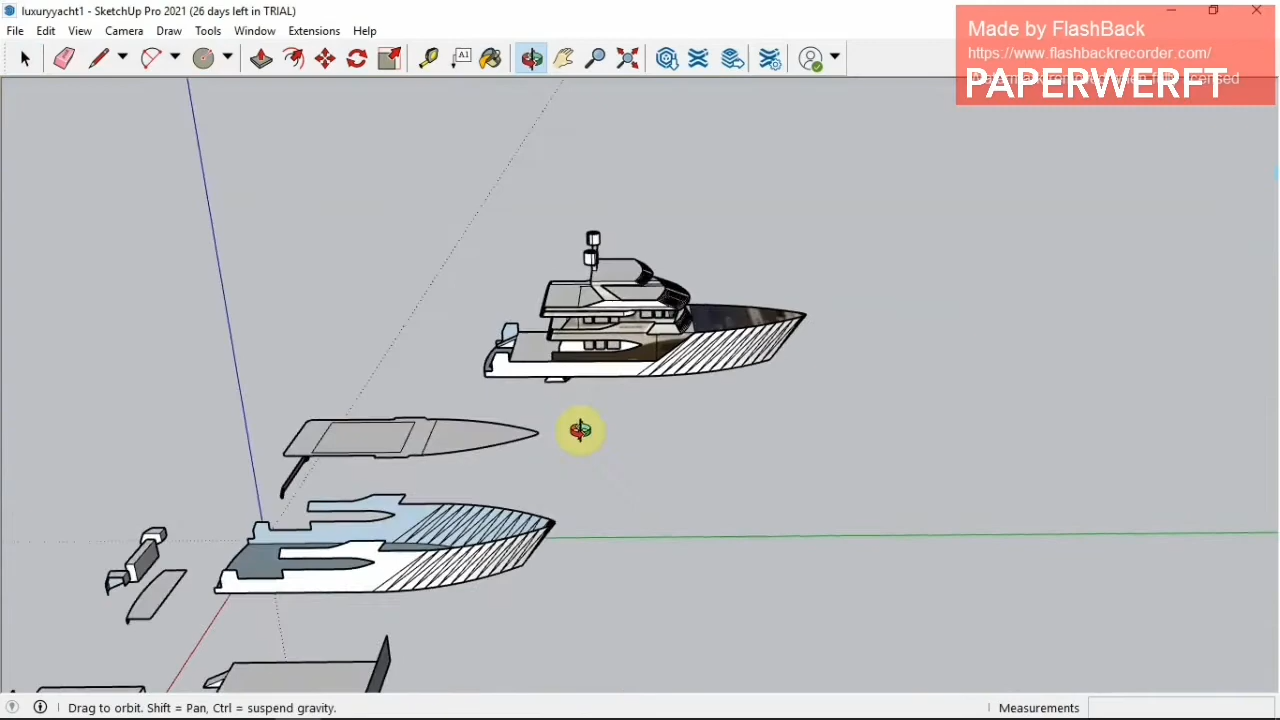 luxuryyacht1 - SketchUp Pro 2021 (26 days left in TRIAL)
File Edit View Camera Draw Tools Window Extensions Help
A1
Made by FlashBack
https://www.flashbackrecorder.com/
PAPERWERFT
Drag to orbit. Shift = Pan, Ctrl = suspend gravity.
Measurements